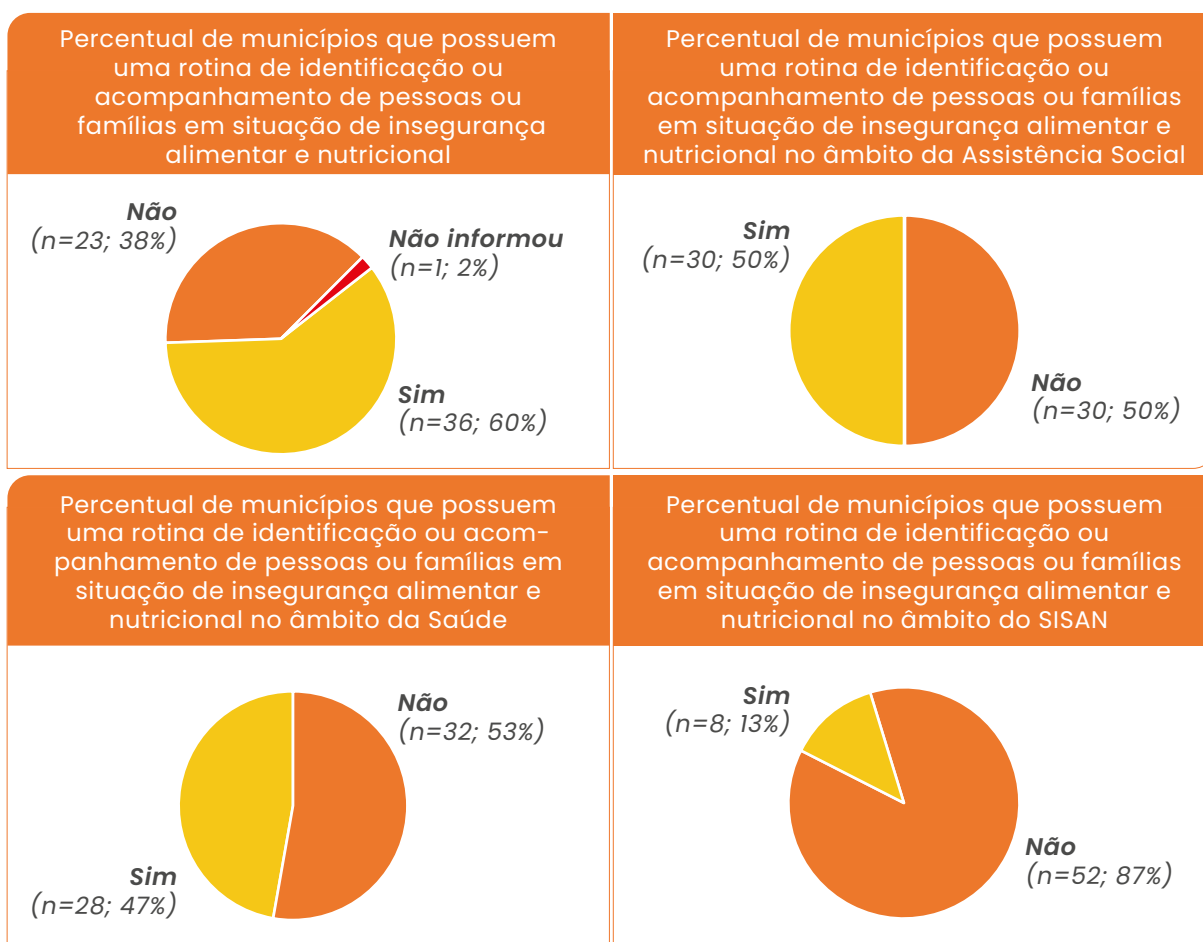 Percentual de municípios que possuem
uma rotina de identificação ou
acompanhamento de pessoas ou
famílias em situação de insegurança
alimentar e nutricional
Não
(n=23; 38%)
Não informou
(n=1; 2%)
Sim
(n=36; 60%)
Percentual de municípios que possuem
uma rotina de identificação ou
acompanhamento de pessoas ou famílias
em situação de insegurança alimentar e
nutricional no âmbito da Assistência Social
Sim
(n=30; 50%)
Não
(n=30; 50%)
Percentual de municípios que possuem
uma rotina de identificação ou acom-
panhamento de pessoas ou famílias em
situação de insegurança alimentar e
nutricional no âmbito da Saúde
Não
(n=32; 53%)
Sim
(n=28; 47%)
Percentual de municípios que possuem
uma rotina de identificação ou
acompanhamento de pessoas ou famílias
em situação de insegurança alimentar e
nutricional no âmbito do SISAN
Sim
(n=8; 13%)
Não
(n=52; 87%)